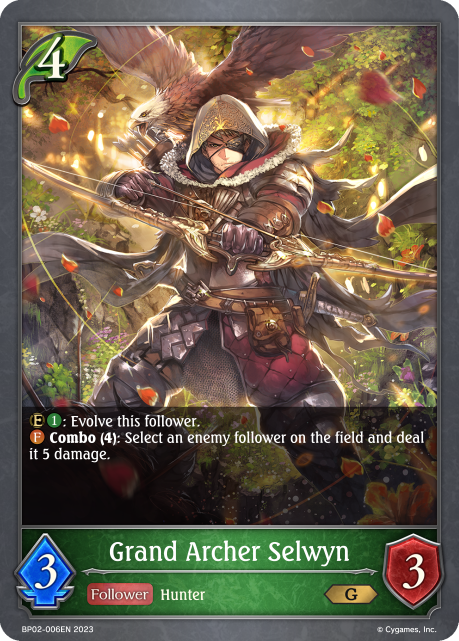 4
E 1: Evolve this follower.
F Combo (4): Select an enemy follower on the field and deal
it 5 damage.
Grand Archer Selwyn
3 Follower Hunter G 3
BP02-006EN 2023 © Cygames, Inc.